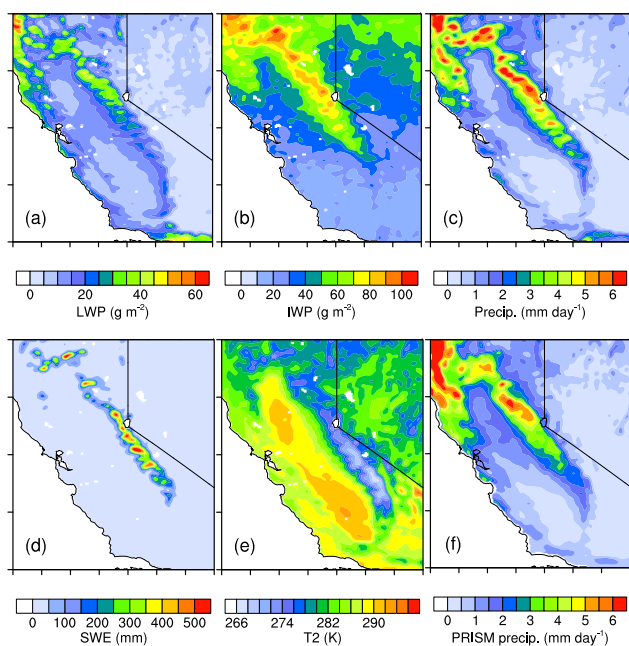 (a) (b) (c)
0 20 40 60 0 20 40 60 80 100 0 1 2 3 4 5 6
LWP (g m⁻²) IWP (g m⁻²) Precip. (mm day⁻¹)
(d) (e) (f)
0 100 200 300 400 500 266 274 282 290 0 1 2 3 4 5 6
SWE (mm) T2 (K) PRISM precip. (mm day⁻¹)